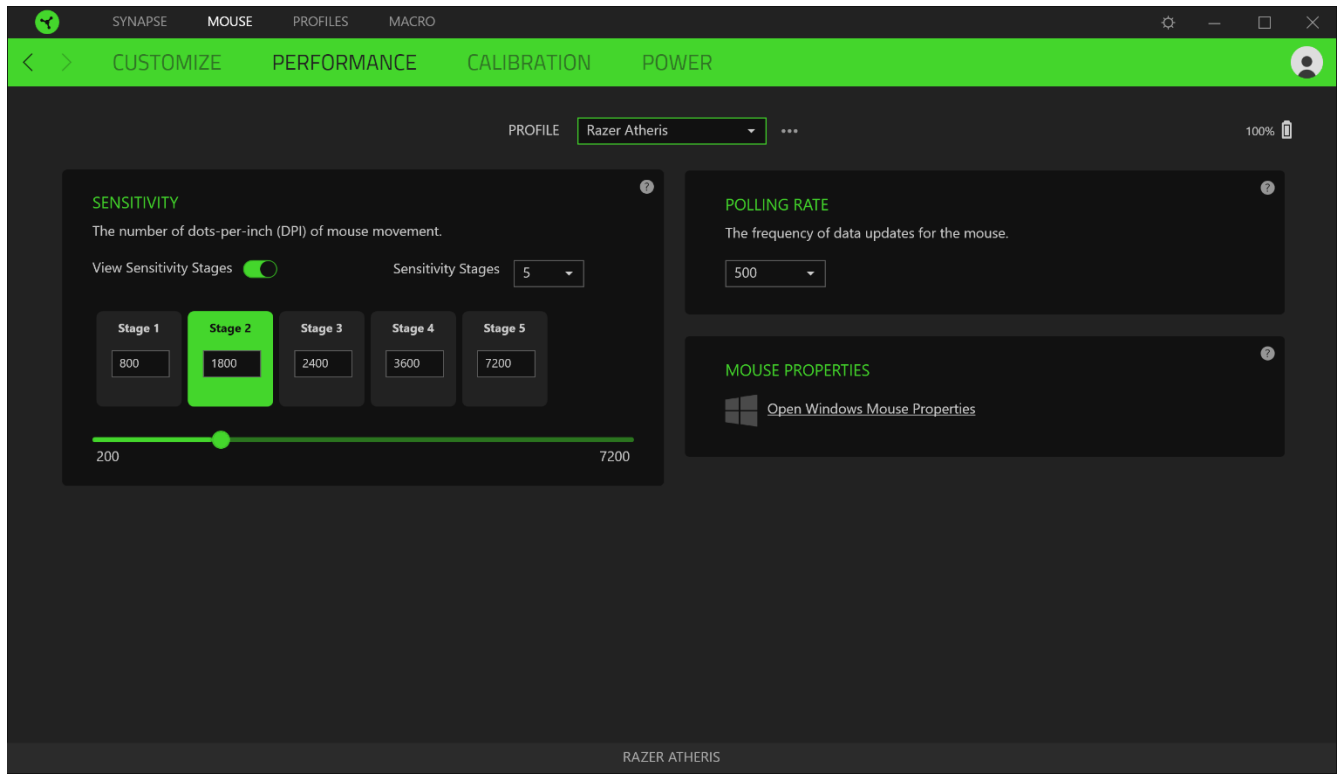 SYNAPSE MOUSE PROFILES MACRO
CUSTOMIZE PERFORMANCE CALIBRATION POWER
PROFILE Razer Atheris
100%
SENSITIVITY
The number of dots-per-inch (DPI) of mouse movement.
View Sensitivity Stages
Sensitivity Stages 5
Stage 1 Stage 2 Stage 3 Stage 4 Stage 5
800 1800 2400 3600 7200
200 7200
POLLING RATE
The frequency of data updates for the mouse.
500
MOUSE PROPERTIES
Open Windows Mouse Properties
RAZER ATHERIS